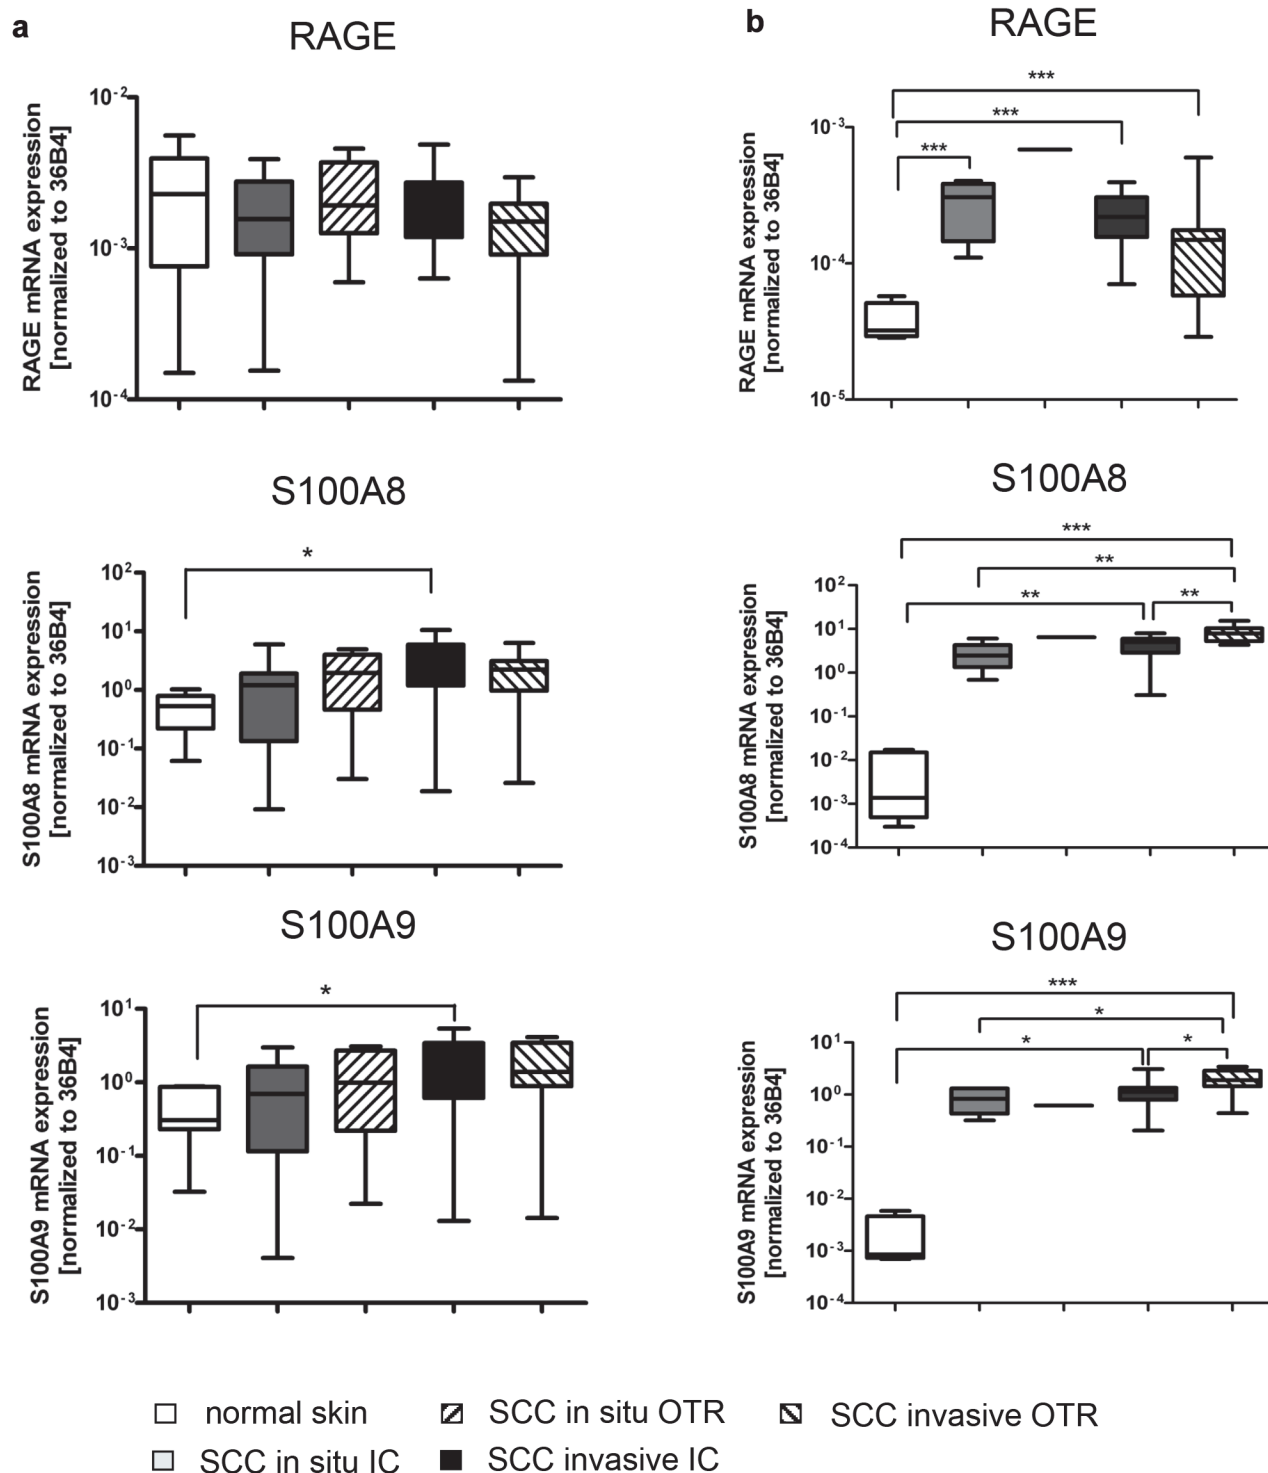 a
RAGE
RAGE mRNA expression
[normalized to 36B4]
10-2
10-3
10-4
S100A8
*
S100A8 mRNA expression
[normalized to 36B4]
102
101
100
10-1
10-2
10-3
S100A9
*
S100A9 mRNA expression
[normalized to 36B4]
101
100
10-1
10-2
10-3
b
RAGE
***
***
***
RAGE mRNA expression
[normalized to 36B4]
10-3
10-4
10-5
S100A8
***
**
** **
S100A8 mRNA expression
[normalized to 36B4]
102
101
100
10-1
10-2
10-3
10-4
S100A9
***
*
* *
S100A9 mRNA expression
[normalized to 36B4]
101
100
10-1
10-2
10-3
10-4
normal skin SCC in situ OTR SCC invasive OTR
SCC in situ IC SCC invasive IC